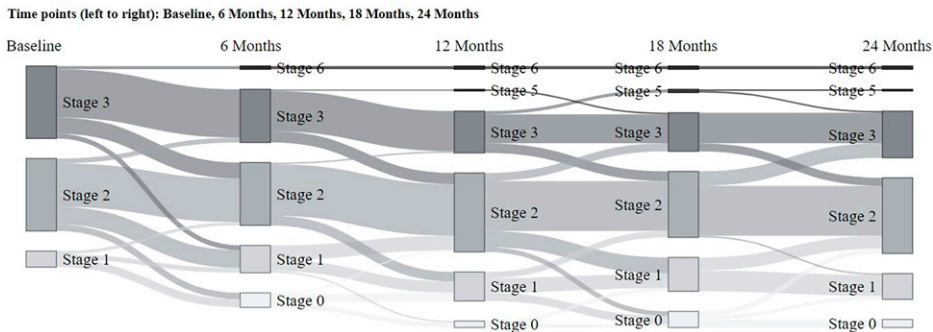 Time points (left to right): Baseline, 6 Months, 12 Months, 18 Months, 24 Months
Baseline 6 Months 12 Months 18 Months 24 Months
Stage 6 Stage 6 Stage 6 Stage 6
Stage 5 Stage 5 Stage 5
Stage 3 Stage 3 Stage 3 Stage 3 Stage 3
Stage 2 Stage 2 Stage 2 Stage 2 Stage 2
Stage 1 Stage 1 Stage 1 Stage 1 Stage 1
Stage 0 Stage 0 Stage 0 Stage 0